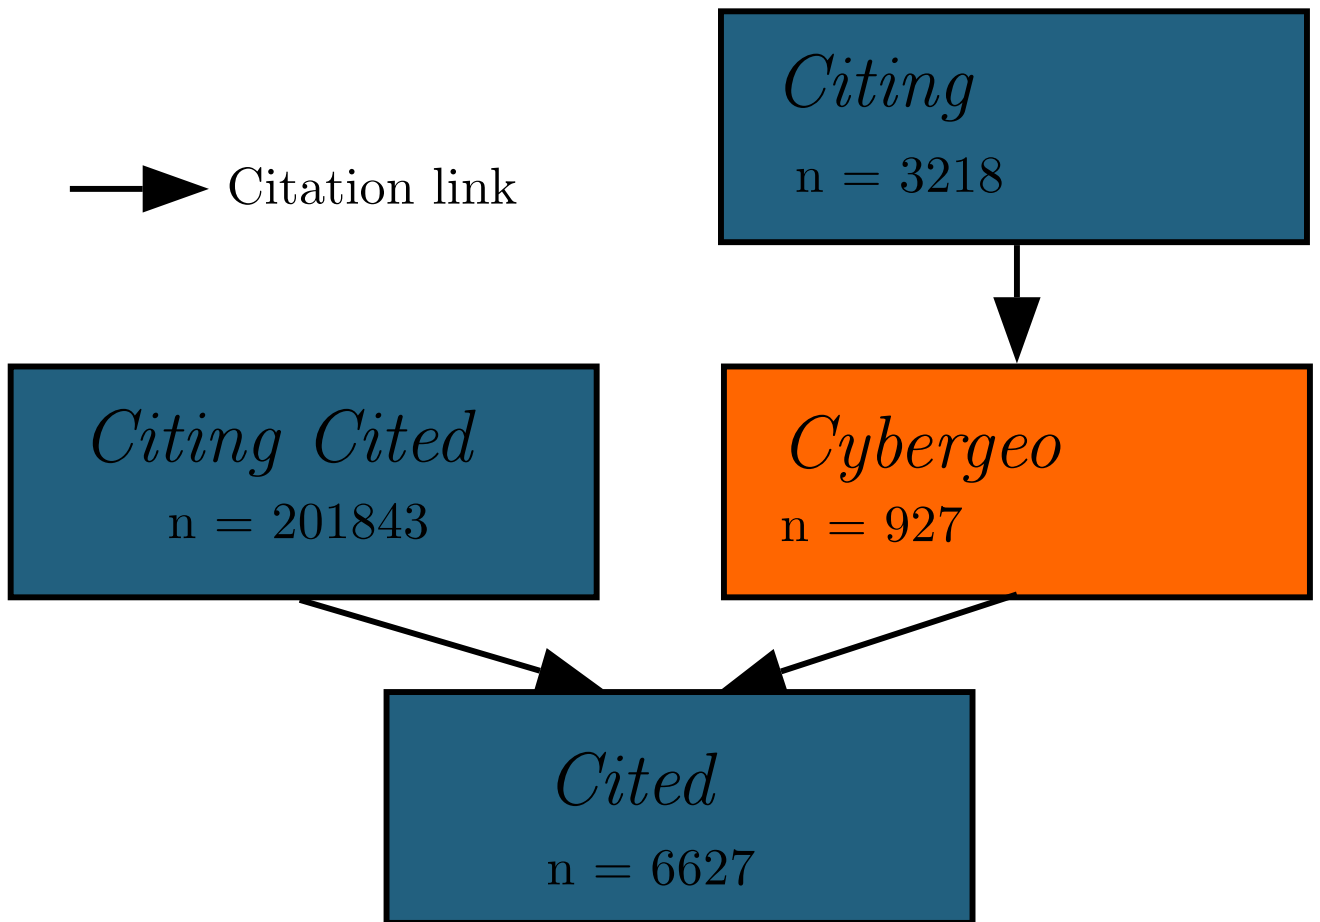 Citing
n = 3218
Citation link
Citing Cited
n = 201843
Cybergeo
n = 927
Cited
n = 6627